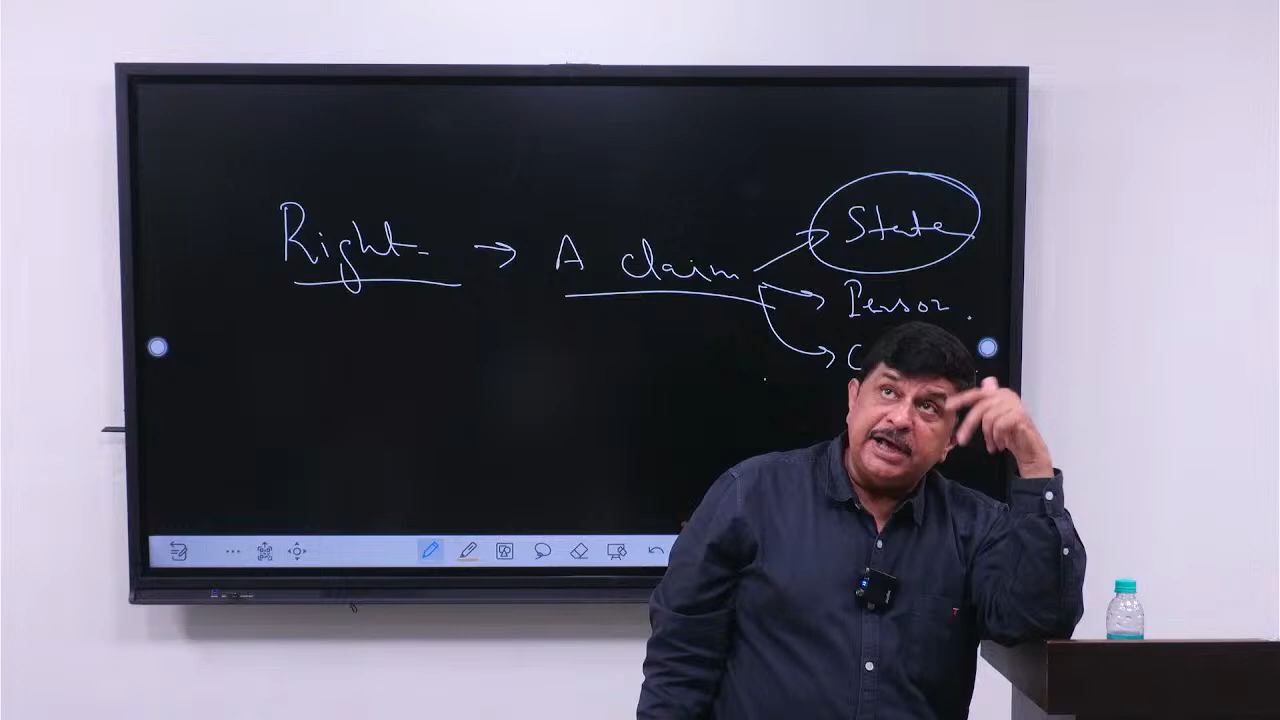 Right → A claim → State
→ Person